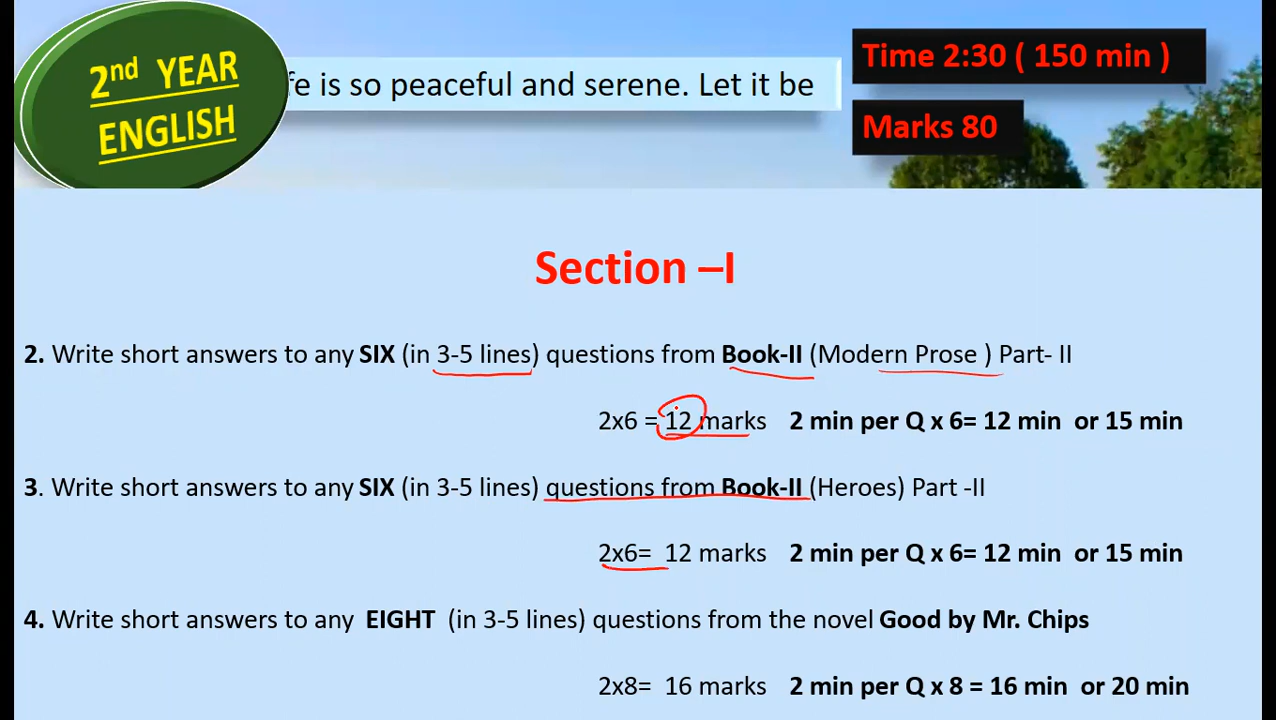 2nd YEAR
ENGLISH
fe is so peaceful and serene. Let it be
Time 2:30 ( 150 min )
Marks 80
Section –I
2. Write short answers to any SIX (in 3-5 lines) questions from Book-II (Modern Prose ) Part- II
2x6 = 12 marks 2 min per Q x 6= 12 min or 15 min
3. Write short answers to any SIX (in 3-5 lines) questions from Book-II (Heroes) Part -II
2x6= 12 marks 2 min per Q x 6= 12 min or 15 min
4. Write short answers to any EIGHT (in 3-5 lines) questions from the novel Good by Mr. Chips
2x8= 16 marks 2 min per Q x 8 = 16 min or 20 min